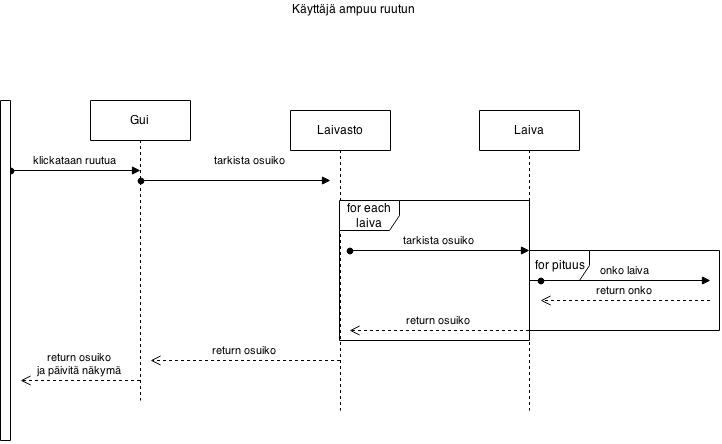 Käyttäjä ampuu ruutun
Gui
Laivasto
Laiva
klickataan ruutua
tarkista osuiko
for each
laiva
tarkista osuiko
for pituus
onko laiva
return onko
return osuiko
return osuiko
return osuiko
ja päivitä näkymä